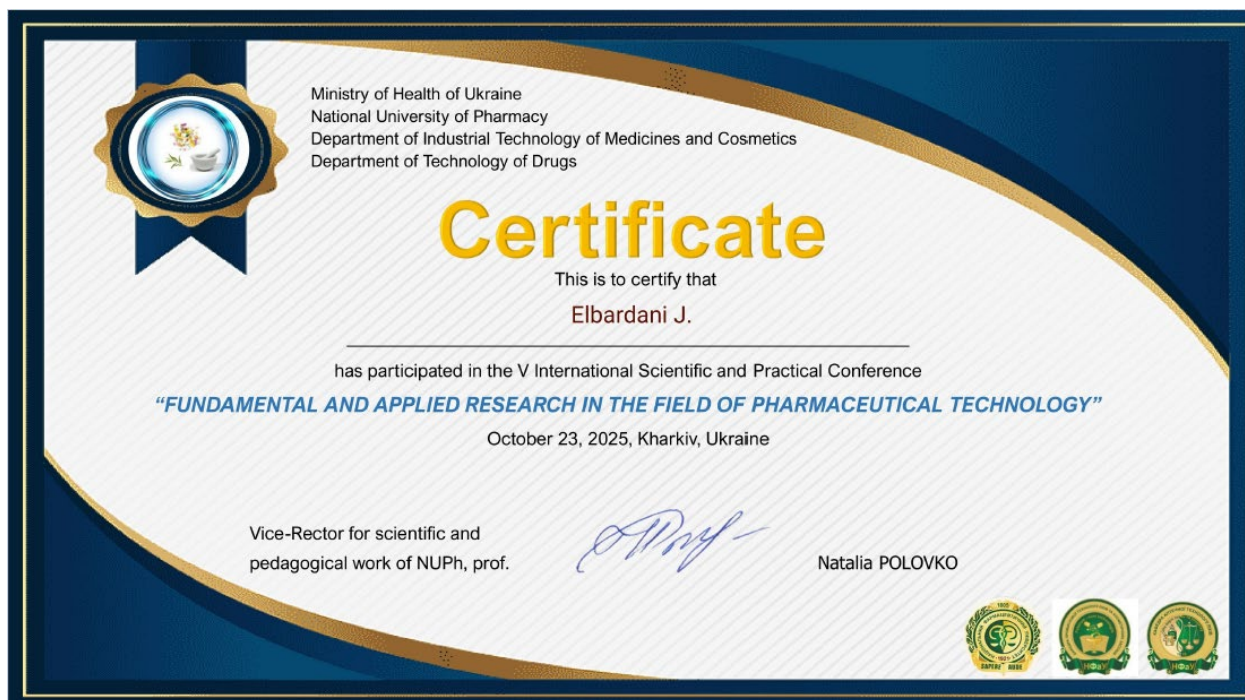 Ministry of Health of Ukraine
National University of Pharmacy
Department of Industrial Technology of Medicines and Cosmetics
Department of Technology of Drugs
Certificate
This is to certify that
Elbardani J.
has participated in the V International Scientific and Practical Conference
“FUNDAMENTAL AND APPLIED RESEARCH IN THE FIELD OF PHARMACEUTICAL TECHNOLOGY”
October 23, 2025, Kharkiv, Ukraine
Vice-Rector for scientific and
pedagogical work of NUPh, prof.
Natalia POLOVKO